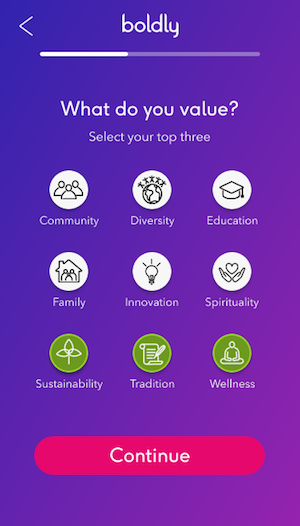 boldly
What do you value?
Select your top three
Community Diversity Education
Family Innovation Spirituality
Sustainability Tradition Wellness
Continue